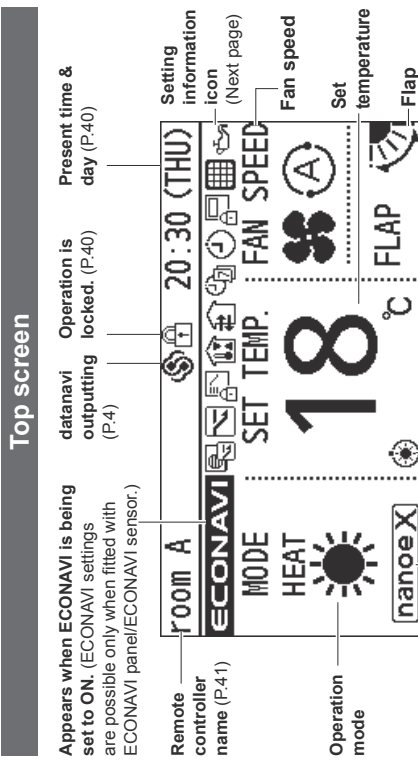 Top screen
Appears when ECONAVI is being
set to ON. (ECONAVI settings
are possible only when fitted with
ECONAVI panel/ECONAVI sensor.)
datanavi
outputting
(P.4)
Operation is
locked. (P.40)
Present time &
day (P.40)
Remote
controller
name (P.41)
Operation
mode
room A
20:30 (THU)
ECONAVI
MODE
SET TEMP.
FAN SPEED
HEAT
18 °C
A
FLAP
nanoe X
Setting
information
icon
(Next page)
Fan speed
Set
temperature
Flap